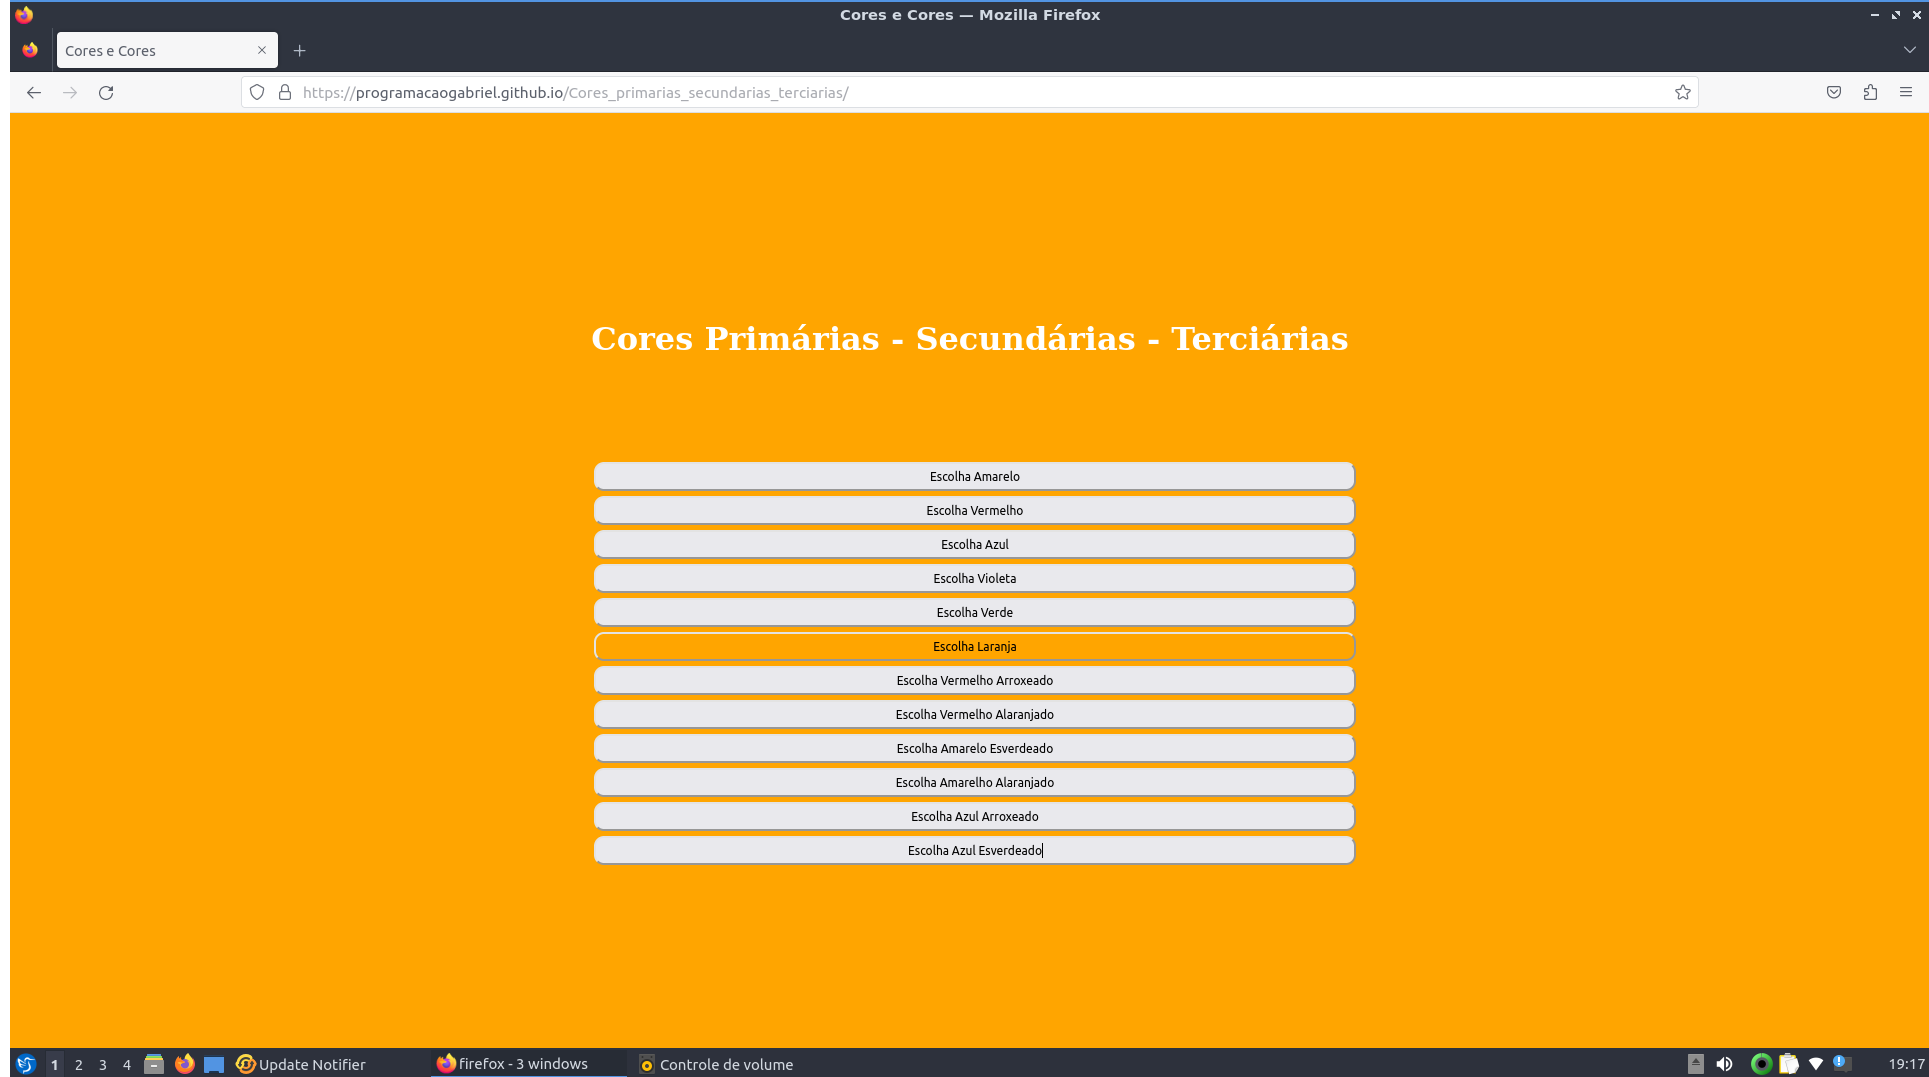 Cores e Cores — Mozilla Firefox
Cores e Cores
https://programacaogabriel.github.io/Cores_primarias_secundarias_terciarias/
Cores Primárias - Secundárias - Terciárias
Escolha Amarelo
Escolha Vermelho
Escolha Azul
Escolha Violeta
Escolha Verde
Escolha Laranja
Escolha Vermelho Arroxeado
Escolha Vermelho Alaranjado
Escolha Amarelo Esverdeado
Escolha Amarelho Alaranjado
Escolha Azul Arroxeado
Escolha Azul Esverdeado
1 2 3 4 Update Notifier firefox - 3 windows Controle de volume 19:17